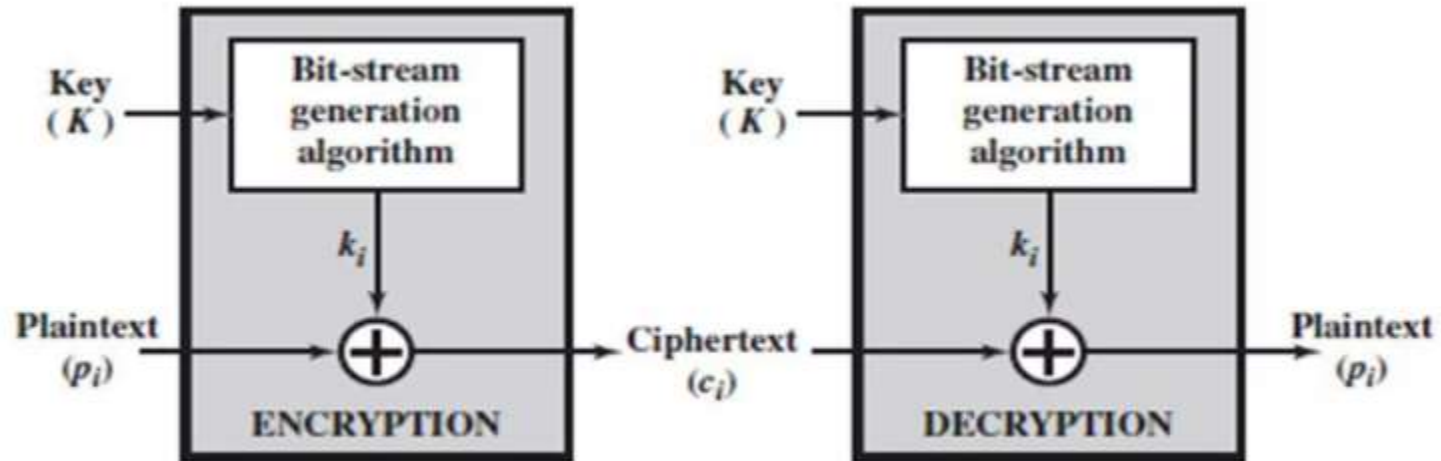 Key
(K)
Bit-stream
generation
algorithm
k_i
Plaintext
(p_i)
ENCRYPTION
Ciphertext
(c_i)
Key
(K)
Bit-stream
generation
algorithm
k_i
Plaintext
(p_i)
DECRYPTION